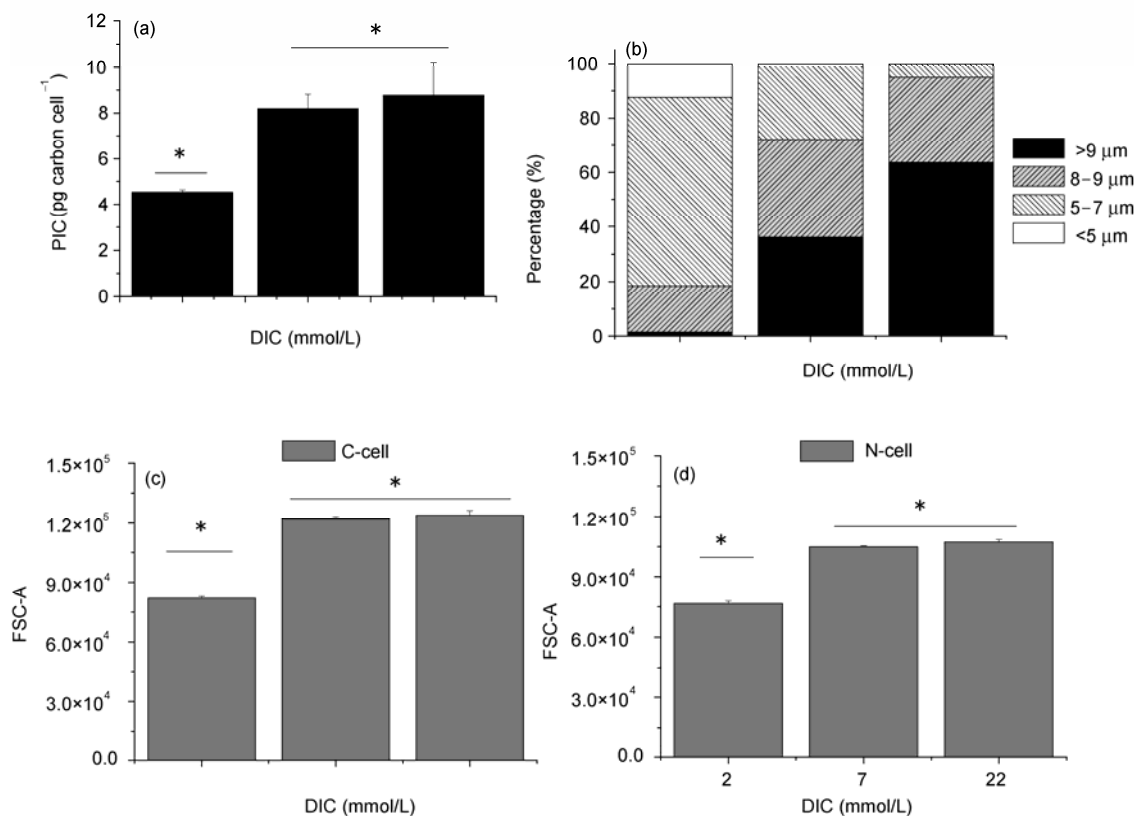 (a)
12
10
8
6
4
2
0
PIC (pg carbon cell⁻¹)
*
*
DIC (mmol/L)
(b)
100
80
60
40
20
0
Percentage (%)
DIC (mmol/L)
>9 μm
8–9 μm
5–7 μm
<5 μm
(c)
C-cell
1.5×10⁵
1.2×10⁵
9.0×10⁴
6.0×10⁴
3.0×10⁴
0.0
FSC-A
*
*
DIC (mmol/L)
(d)
N-cell
1.5×10⁵
1.2×10⁵
9.0×10⁴
6.0×10⁴
3.0×10⁴
0.0
FSC-A
*
*
2 7 22
DIC (mmol/L)